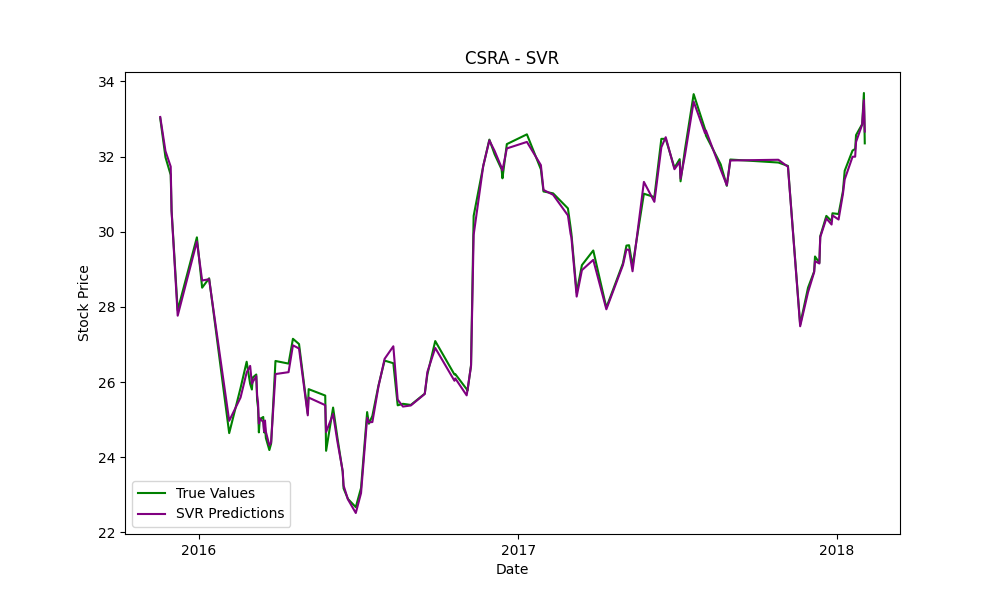 CSRA - SVR
Stock Price
34
32
30
28
26
24
22
True Values
SVR Predictions
2016
2017
2018
Date